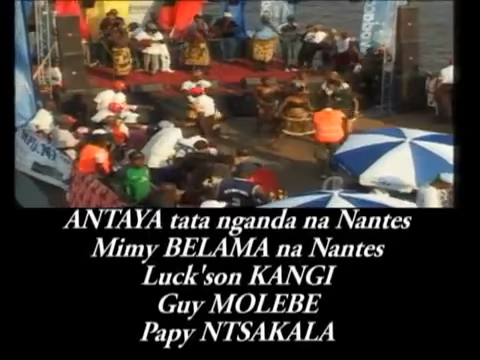 ANTAYA tata nganda na Nantes
Mimy BELAMA na Nantes
Luck'son KANGI
Guy MOLEBE
Papy NTSAKALA